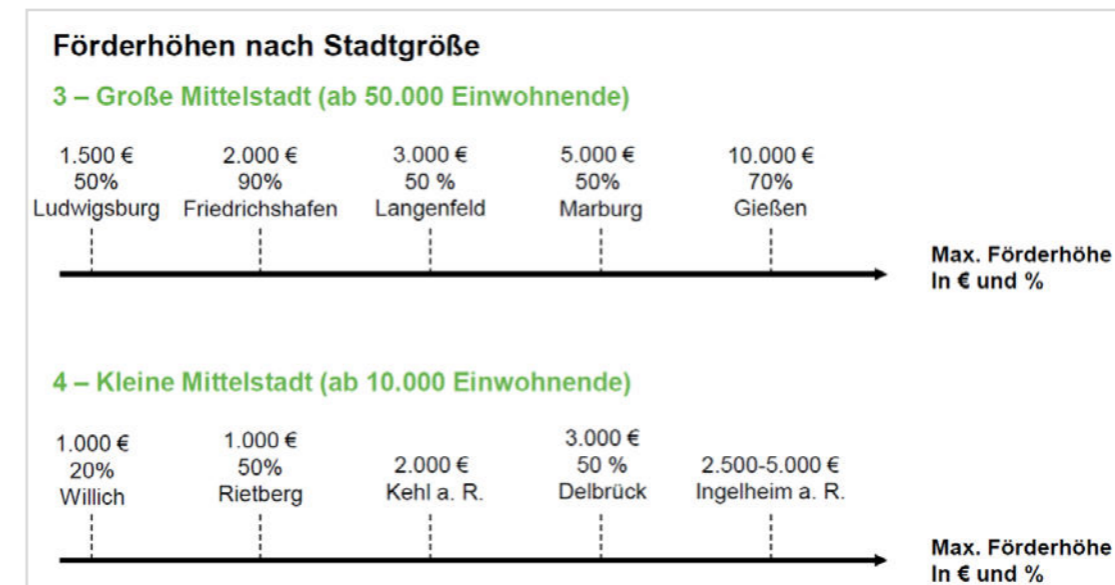 Förderhöhen nach Stadtgröße
3 – Große Mittelstadt (ab 50.000 Einwohnende)
1.500 €
50%
Ludwigsburg
2.000 €
90%
Friedrichshafen
3.000 €
50 %
Langenfeld
5.000 €
50%
Marburg
10.000 €
70%
Gießen
Max. Förderhöhe
In € und %
4 – Kleine Mittelstadt (ab 10.000 Einwohnende)
1.000 €
20%
Willich
1.000 €
50%
Rietberg
2.000 €
Kehl a. R.
3.000 €
50 %
Delbrück
2.500-5.000 €
Ingelheim a. R.
Max. Förderhöhe
In € und %